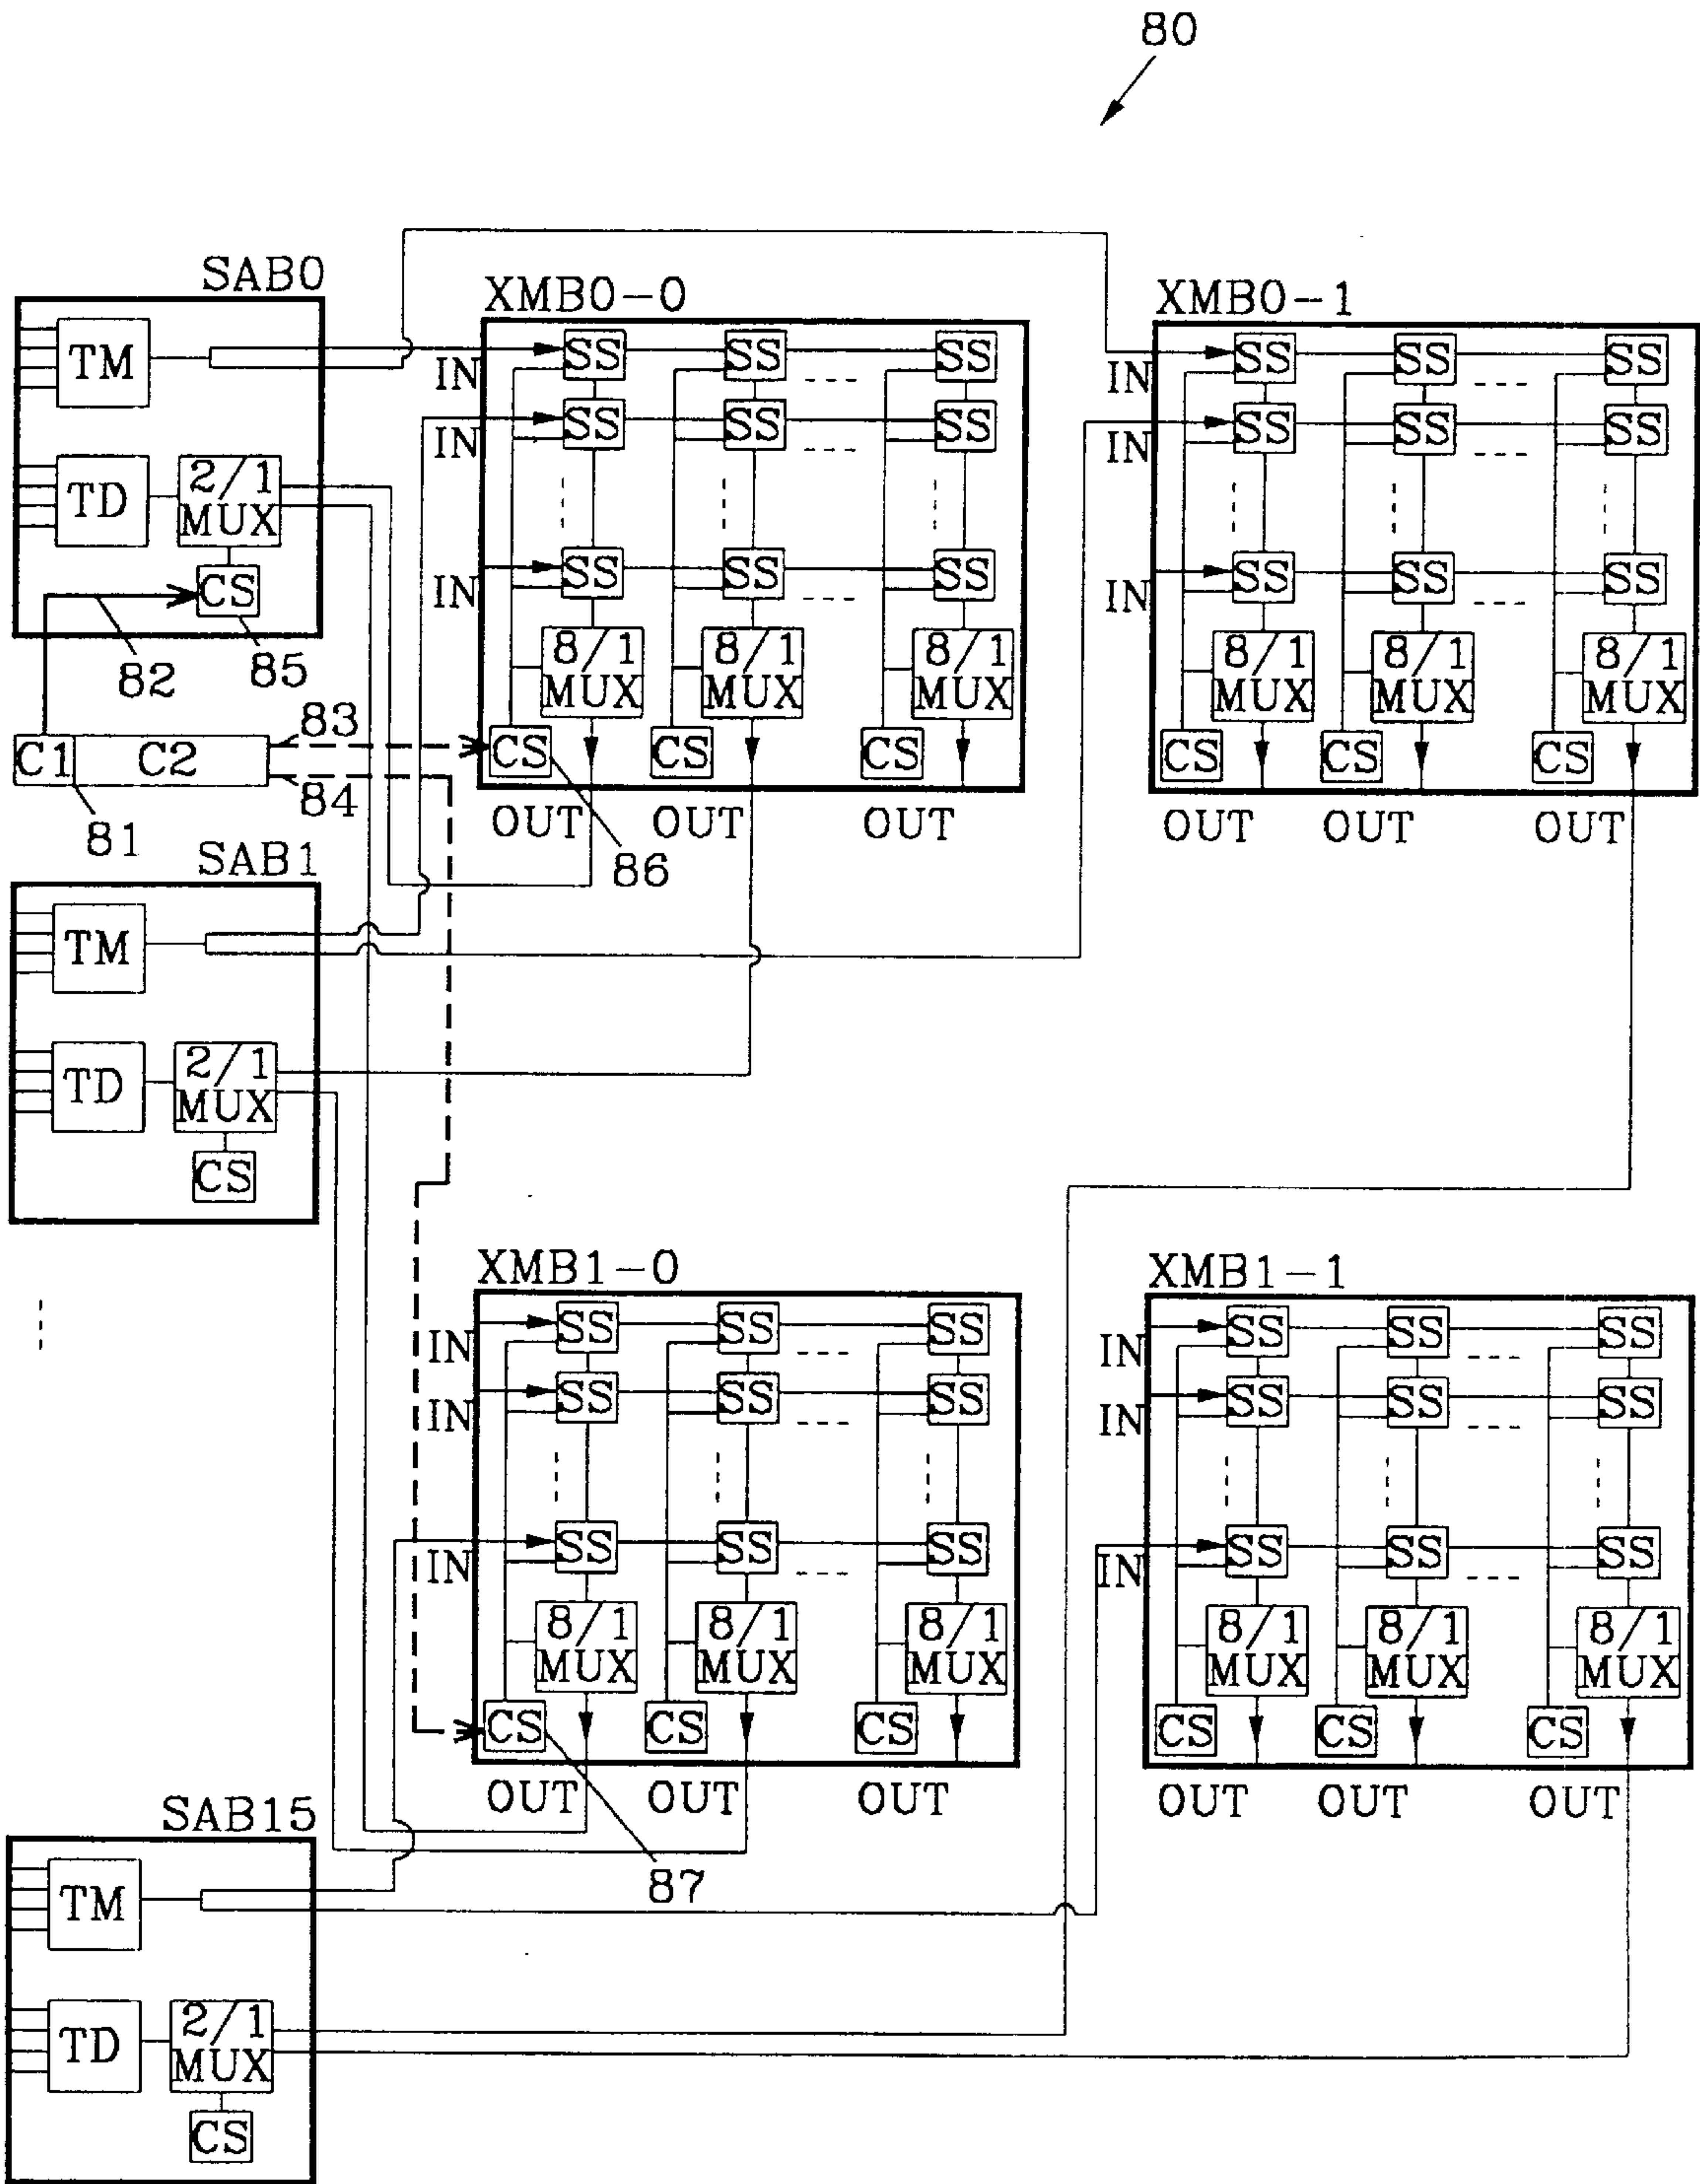 80
SAB0
XMB0-0
XMB0-1
TM
SS SS SS
SS SS SS
IN
IN
SS SS SS
SS SS SS
IN
IN
TD
2/1
MUX
CS
SS SS SS
SS SS SS
IN
IN
82
85
8/1
MUX
8/1
MUX
8/1
MUX
8/1
MUX
8/1
MUX
8/1
MUX
83
C1
C2
84
81
CS CS CS
CS CS CS
OUT OUT OUT
OUT OUT OUT
86
SAB1
TM
TD
2/1
MUX
CS
XMB1-0
XMB1-1
SS SS SS
SS SS SS
IN
IN
SS SS SS
SS SS SS
IN
IN
SS SS SS
SS SS SS
IN
IN
8/1
MUX
8/1
MUX
8/1
MUX
8/1
MUX
8/1
MUX
8/1
MUX
CS CS CS
CS CS CS
OUT OUT OUT
OUT OUT OUT
87
SAB15
TM
TD
2/1
MUX
CS